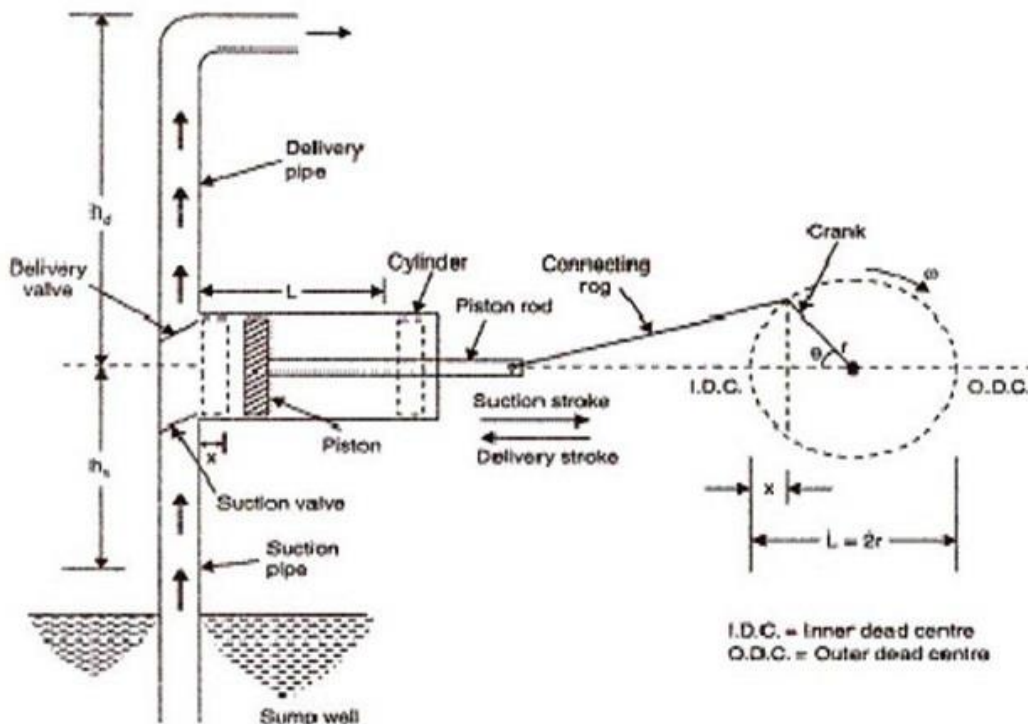 Delivery
pipe
h_d
Delivery
valve
L
Cylinder
Piston rod
Connecting
rog
Crank
ω
θ
r
I.D.C.
O.D.C.
Suction stroke
Delivery stroke
Piston
x
h_s
Suction valve
Suction
pipe
x
L = 2r
I.D.C. = Inner dead centre
O.D.C. = Outer dead centre
Sump well